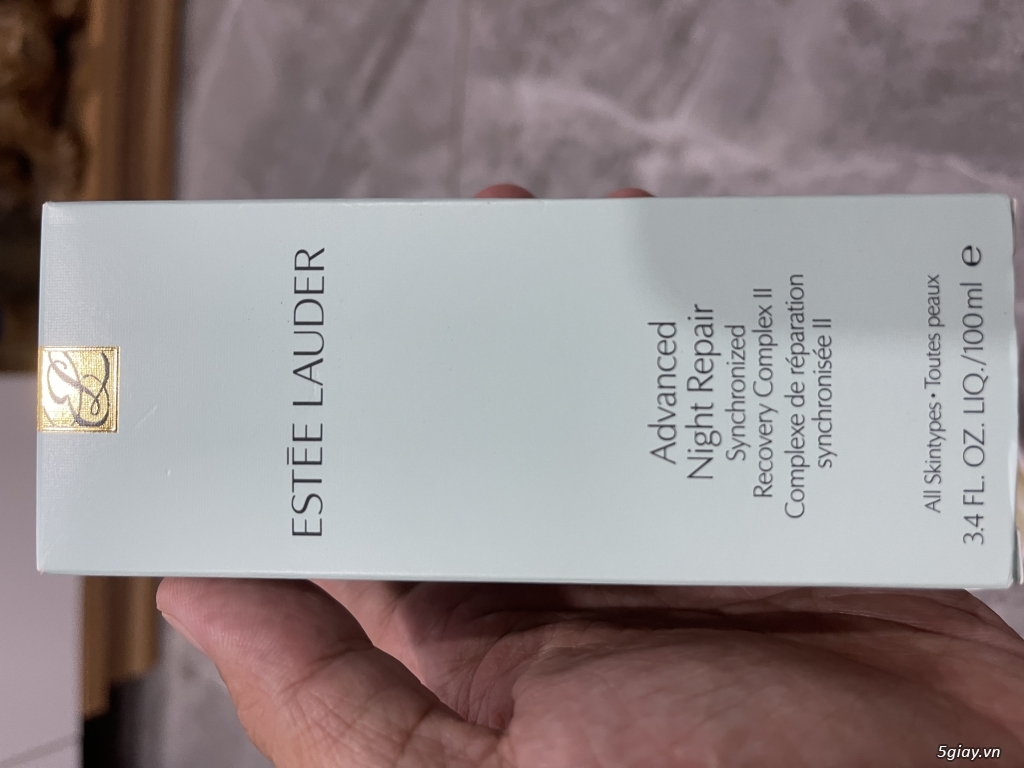 ESTĒE LAUDER
Advanced
Night Repair
Synchronized
Recovery Complex II
Complexe de réparation
synchronisée II
All Skintypes • Toutes peaux
3.4 FL. OZ. LIQ./100 ml ℮
5giay.vn